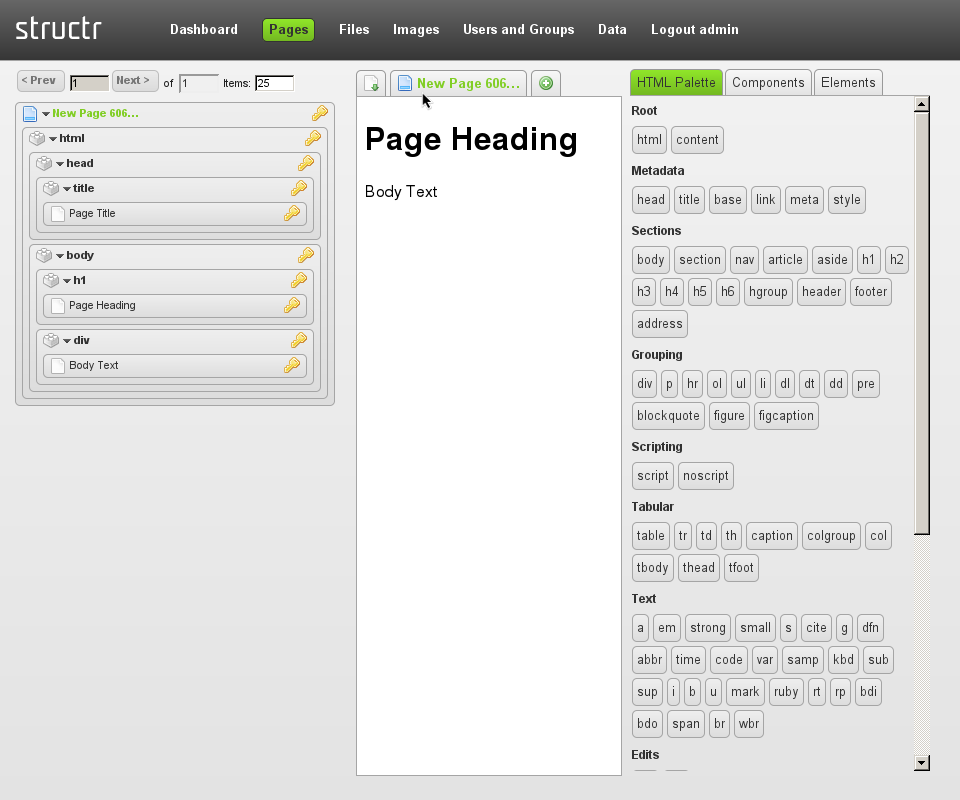 structr
Dashboard Pages Files Images Users and Groups Data Logout admin
< Prev 1 Next > of 1 Items: 25
New Page 606...
html
head
title
Page Title
body
h1
Page Heading
div
Body Text
New Page 606...
Page Heading
Body Text
HTML Palette Components Elements
Root
html content
Metadata
head title base link meta style
Sections
body section nav article aside h1 h2
h3 h4 h5 h6 hgroup header footer
address
Grouping
div p hr ol ul li dl dt dd pre
blockquote figure figcaption
Scripting
script noscript
Tabular
table tr td th caption colgroup col
tbody thead tfoot
Text
a em strong small s cite g dfn
abbr time code var samp kbd sub
sup i b u mark ruby rt rp bdi
bdo span br wbr
Edits